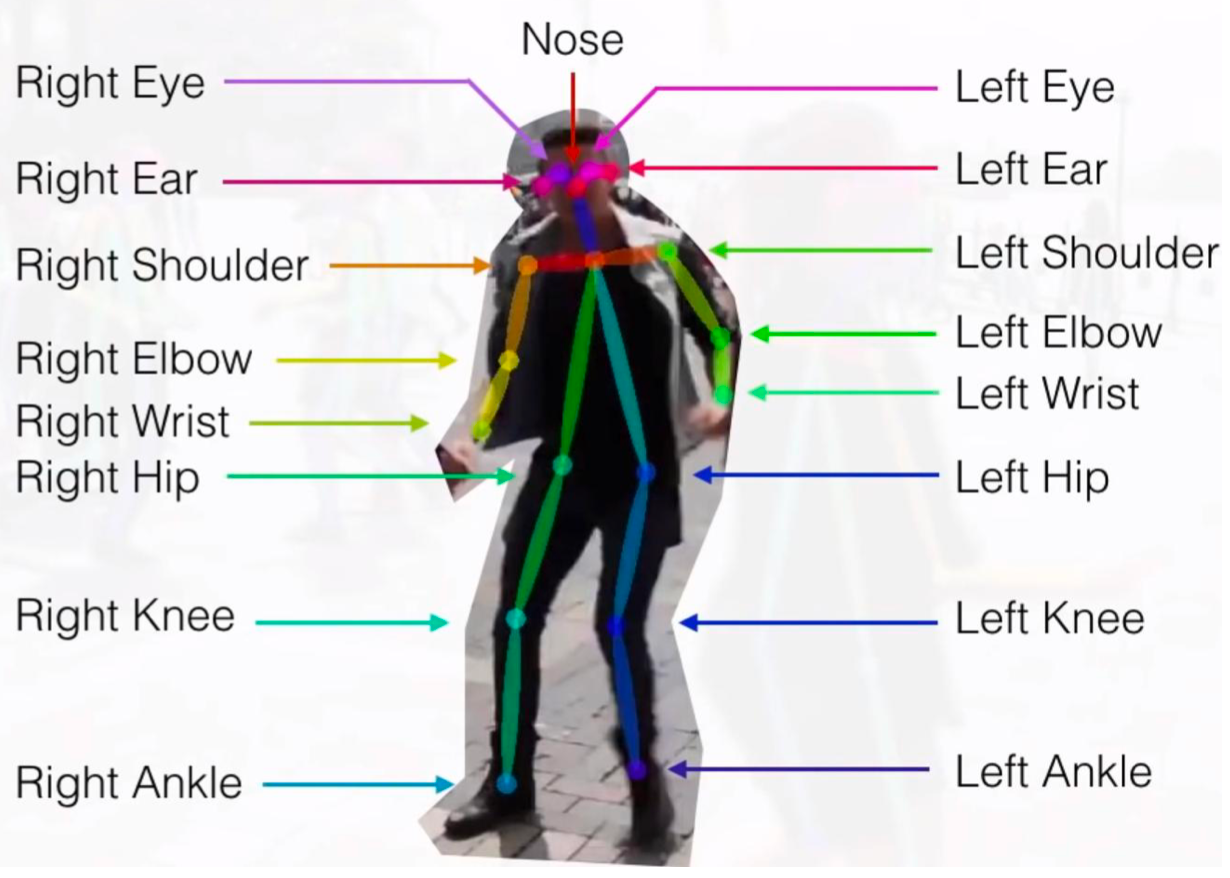 Nose
Right Eye
Left Eye
Right Ear
Left Ear
Right Shoulder
Left Shoulder
Right Elbow
Left Elbow
Right Wrist
Left Wrist
Right Hip
Left Hip
Right Knee
Left Knee
Right Ankle
Left Ankle